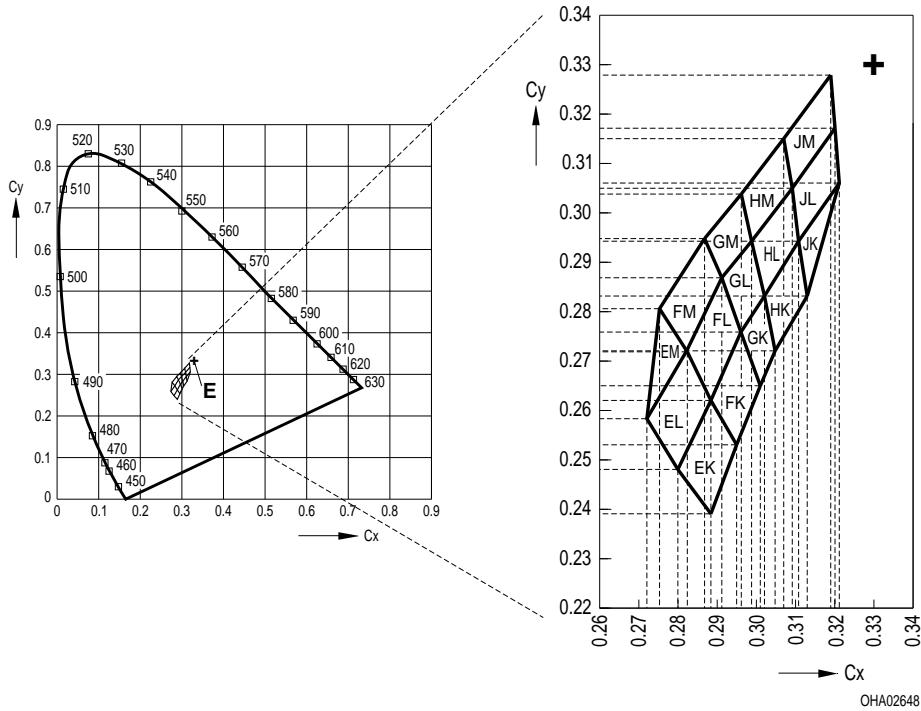 0.9
0.8
0.7
0.6
0.5
0.4
0.3
0.2
0.1
0
Cy
0
0.1
0.2
0.3
0.4
0.5
0.6
0.7
0.8
0.9
Cx
520
530
540
550
560
570
580
590
600
610
620
630
510
500
490
480
470
460
450
E
0.34
0.33
0.32
0.31
0.30
0.29
0.28
0.27
0.26
0.25
0.24
0.23
0.22
Cy
0.26
0.27
0.28
0.29
0.30
0.31
0.32
0.33
0.34
Cx
JM
HM
JL
GM
HL
JK
GL
FM
FL
HK
GK
EM
FK
EL
EK
OHA02648